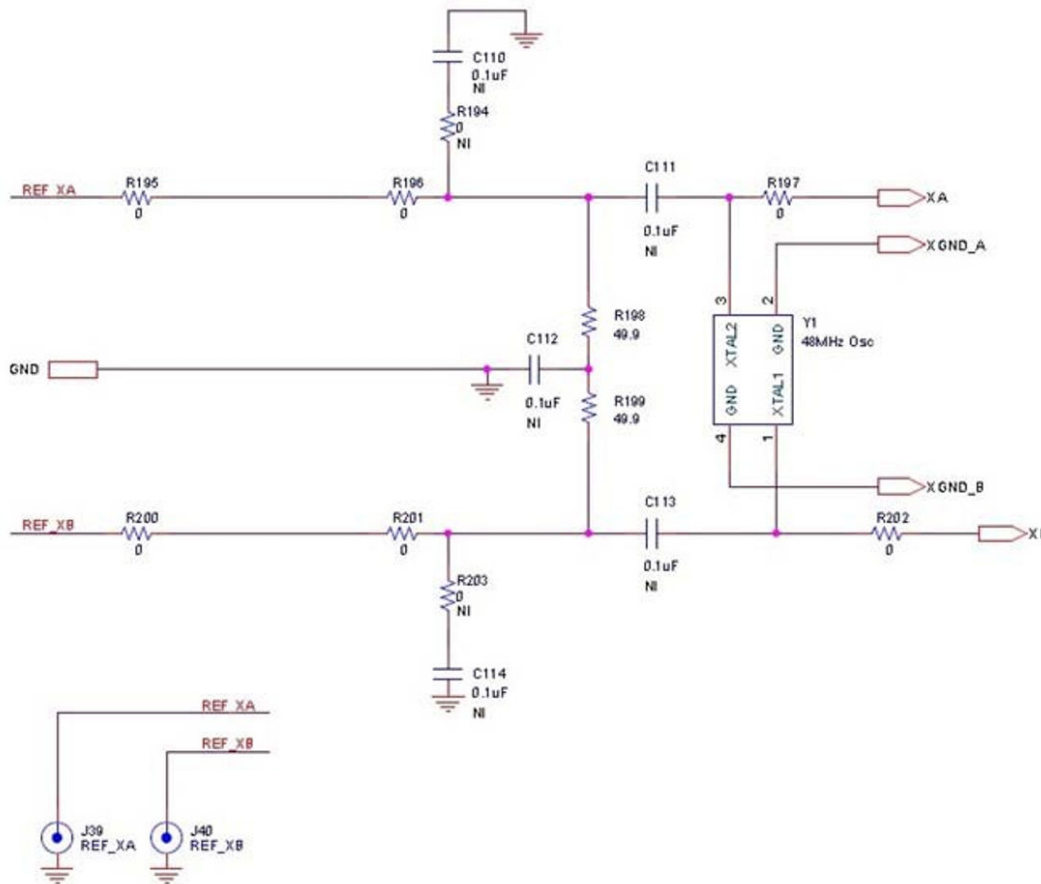 C110
0.1uF
NI
R194
0
NI
C111
0.1uF
NI
REF_XA
R195
0
R196
0
R197
0
XA
XGND_A
3
2
XTAL2
GND
GND
XTAL1
4
1
Y1
48MHz Osc
R198
49.9
GND
C112
0.1uF
NI
R199
49.9
XGND_B
C113
0.1uF
NI
REF_XB
R200
0
R201
0
R202
0
R203
0
NI
C114
0.1uF
NI
REF_XA
REF_XB
J39
REF_XA
J40
REF_XB